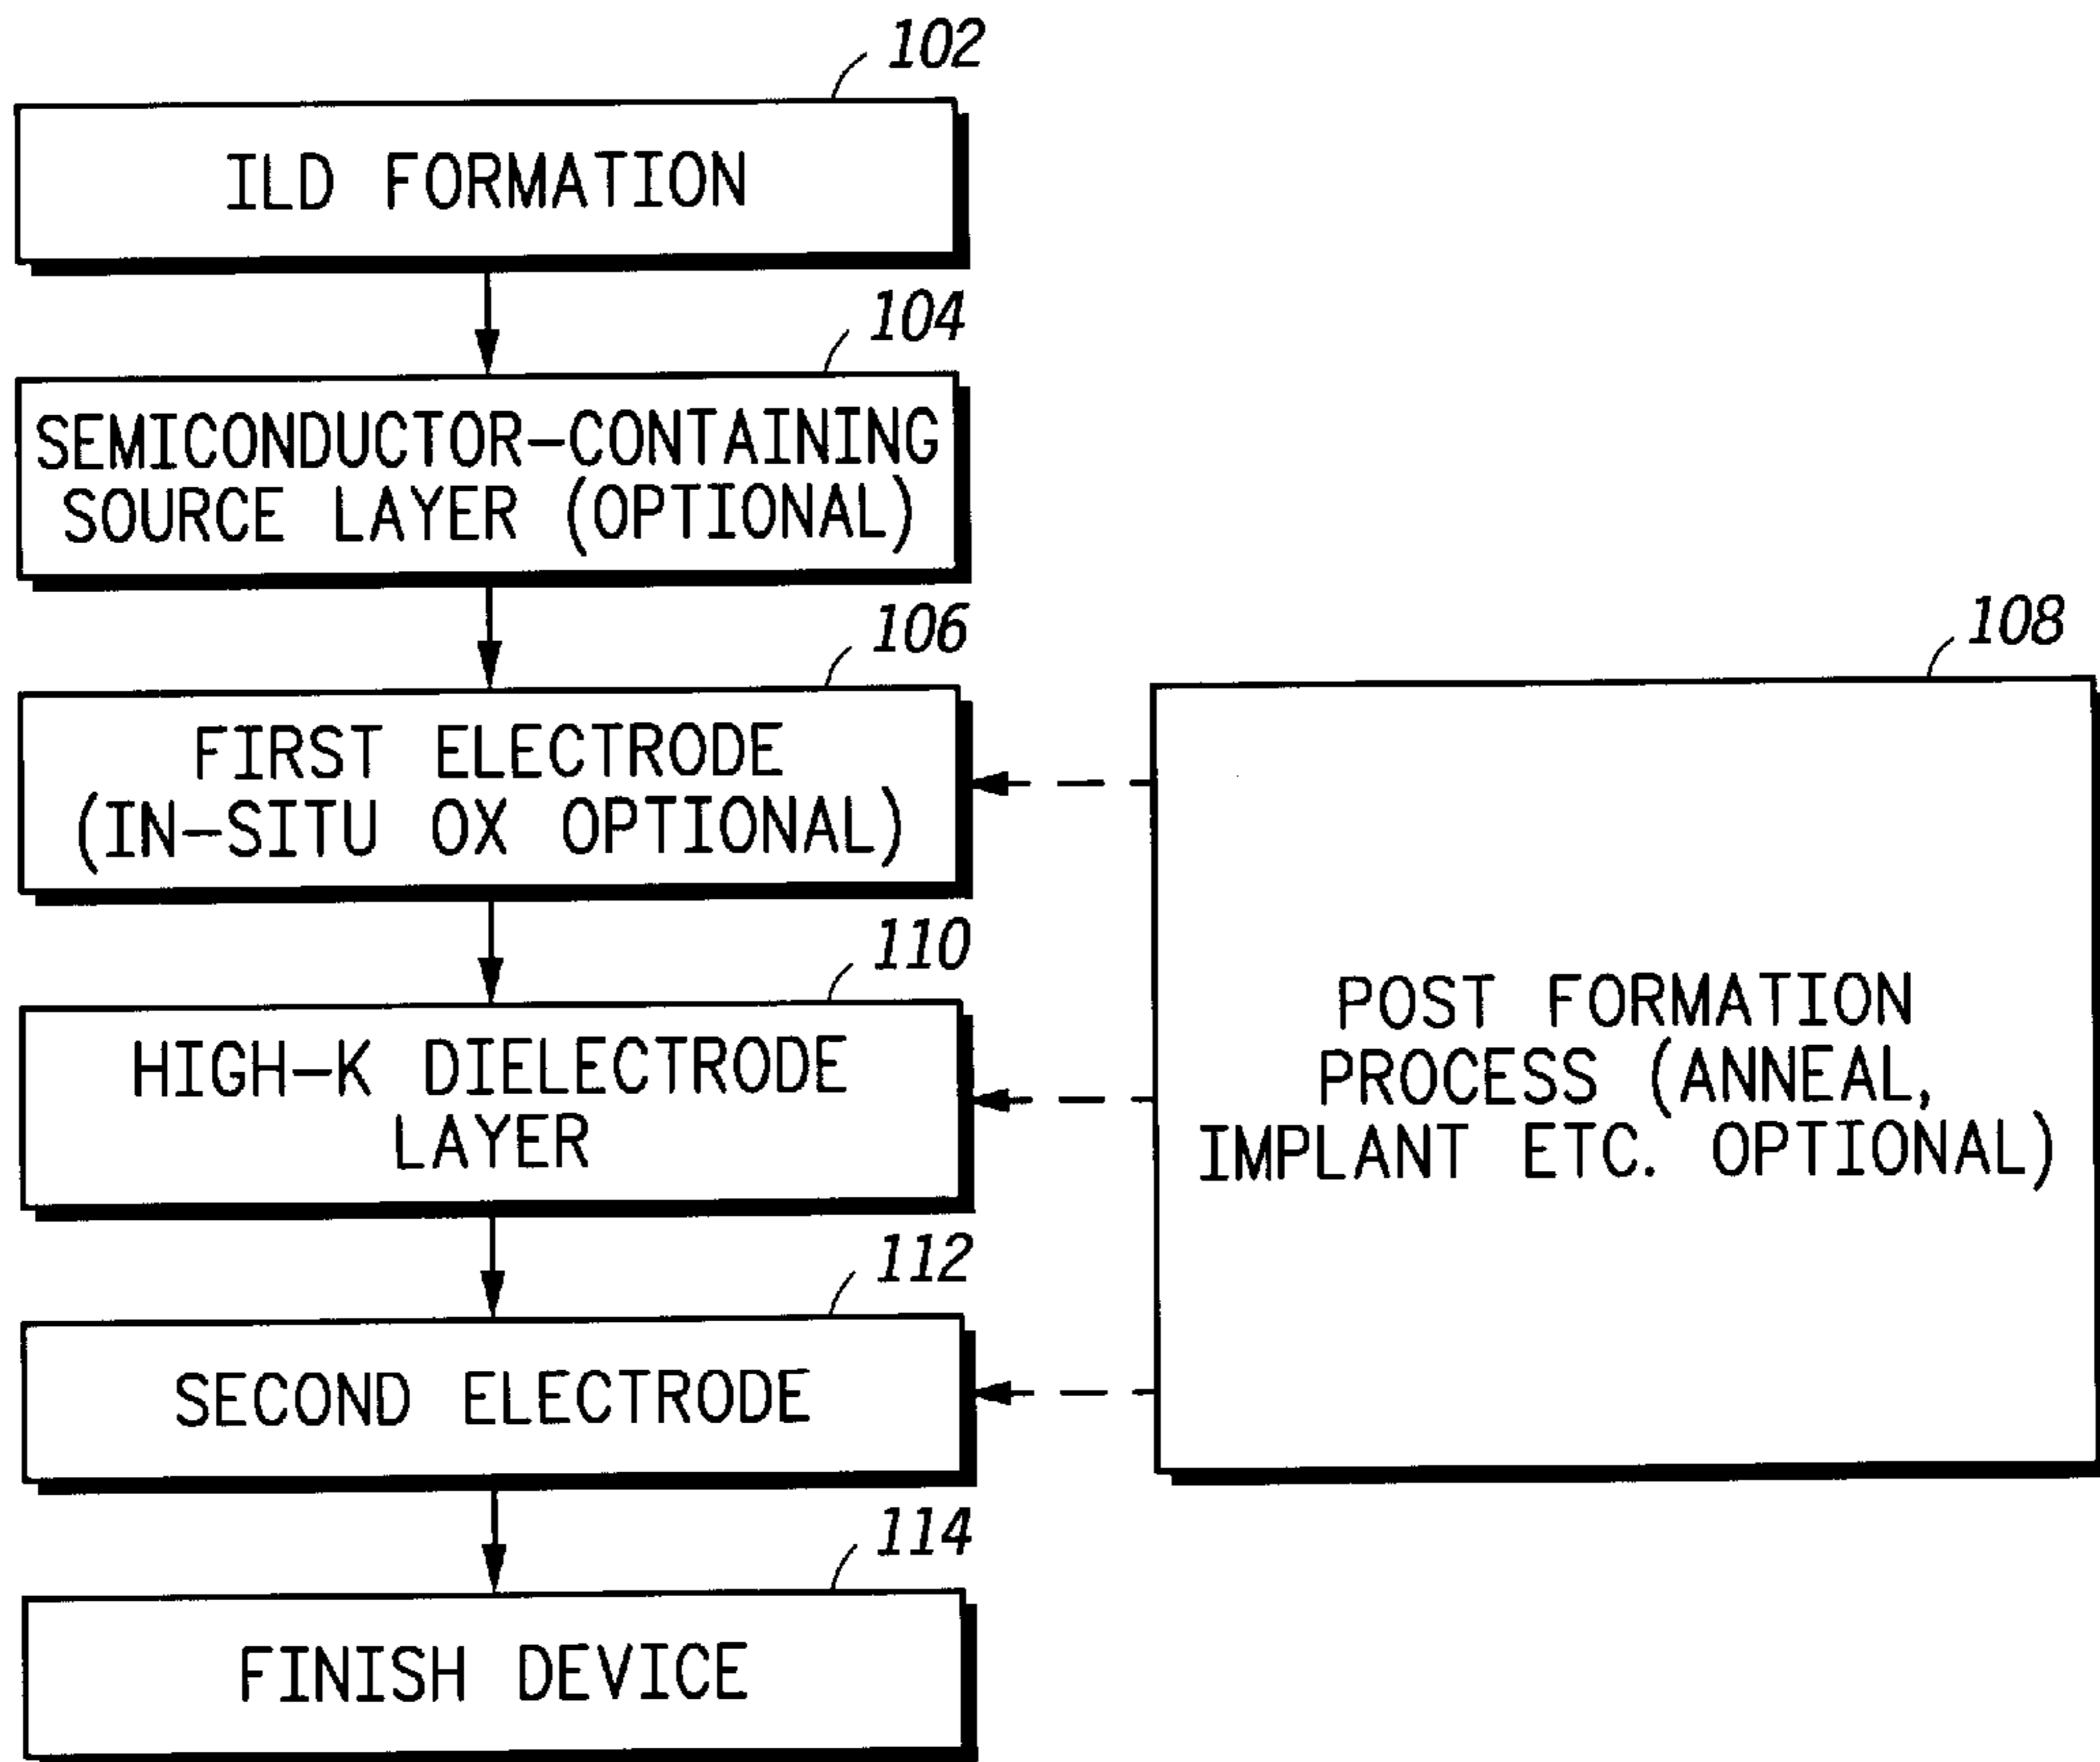 102
ILD FORMATION
104
SEMICONDUCTOR-CONTAINING
SOURCE LAYER (OPTIONAL)
106
FIRST ELECTRODE
(IN-SITU OX OPTIONAL)
108
POST FORMATION
PROCESS (ANNEAL,
IMPLANT ETC. OPTIONAL)
110
HIGH-K DIELECTRODE
LAYER
112
SECOND ELECTRODE
114
FINISH DEVICE